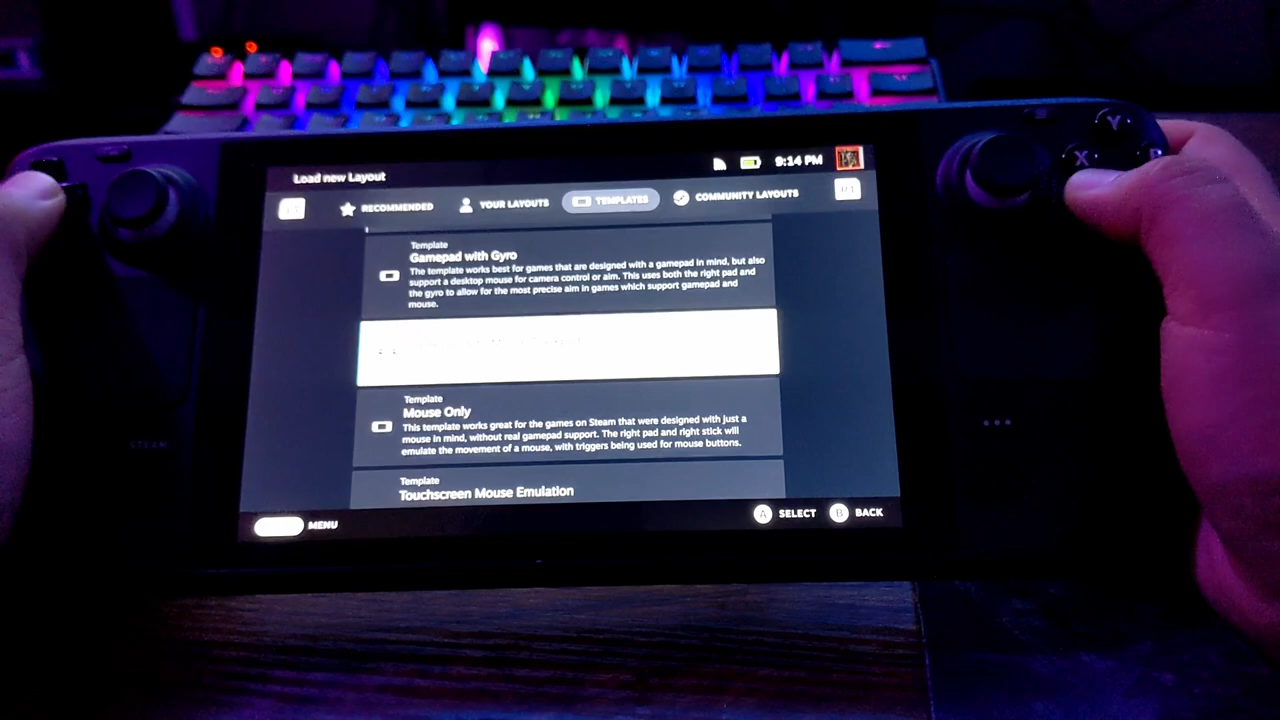 Y
X
9:14 PM
Load new Layout
R1
RECOMMENDED
YOUR LAYOUTS
TEMPLATES
COMMUNITY LAYOUTS
Template
Gamepad with Gyro
The template works best for games that are designed with a gamepad in mind, but also
support a desktop mouse for camera control or aim. This uses both the right pad and
the gyro to allow for the most precise aim in games which support gamepad and
mouse.
Template
Mouse Only
This template works great for the games on Steam that were designed with just a
mouse in mind, without real gamepad support. The right pad and right stick will
emulate the movement of a mouse, with triggers being used for mouse buttons.
Template
Touchscreen Mouse Emulation
STEAM
MENU
A SELECT
B BACK